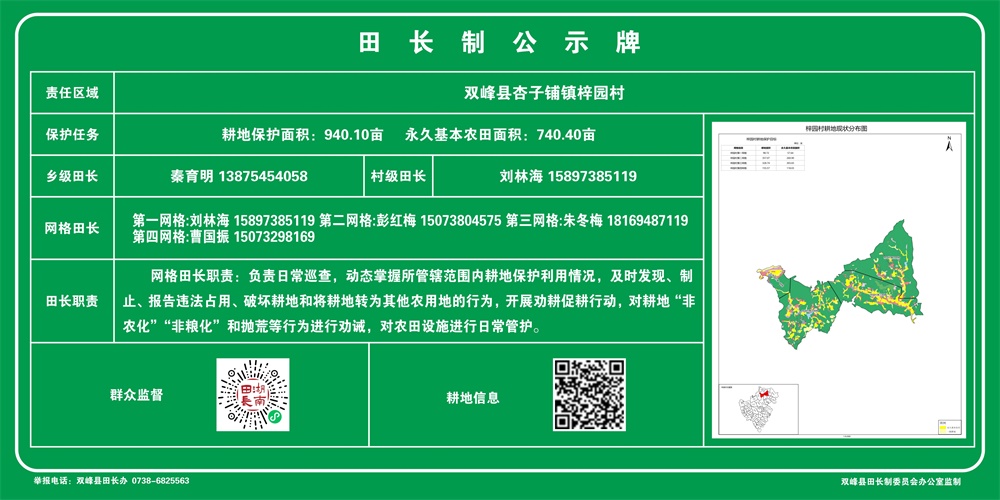 田长制公示牌
责任区域
双峰县杏子铺镇梓园村
保护任务
耕地保护面积：940.10亩 永久基本农田面积：740.40亩
乡级田长
秦育明 13875454058
村级田长
刘林海 15897385119
网格田长
第一网格:刘林海 15897385119 第二网格:彭红梅 15073804575 第三网格:朱冬梅 18169487119
第四网格:曹国振 15073298169
田长职责
网格田长职责：负责日常巡查，动态掌握所管辖范围内耕地保护利用情况，及时发现、制
止、报告违法占用、破坏耕地和将耕地转为其他农用地的行为，开展劝耕促耕行动，对耕地“非
农化”“非粮化”和抛荒等行为进行劝诫，对农田设施进行日常管护。
群众监督
湖南田长
耕地信息
梓园村耕地现状分布图
N
举报电话：双峰县田长办 0738-6825563
双峰县田长制委员会办公室监制